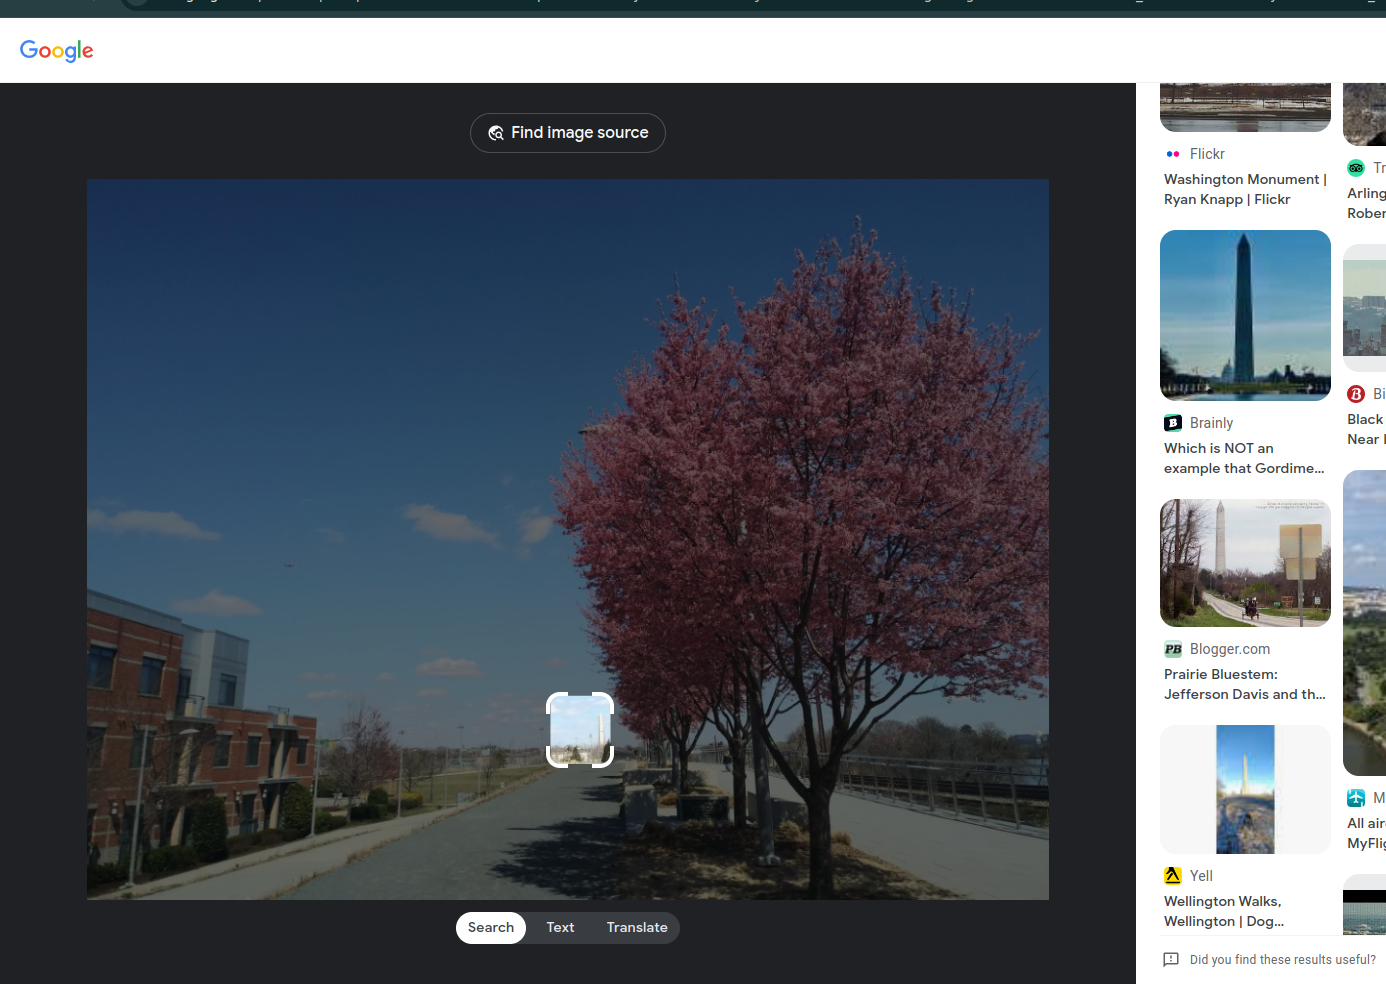 Google
Find image source
Search
Text
Translate
Flickr
Washington Monument |
Ryan Knapp | Flickr
Brainly
Which is NOT an
example that Gordime...
Blogger.com
Prairie Bluestem:
Jefferson Davis and th...
Yell
Wellington Walks,
Wellington | Dog...
Tr
Arling
Rober
Bi
Black
Near
M
All air
MyFlig
Did you find these results useful?